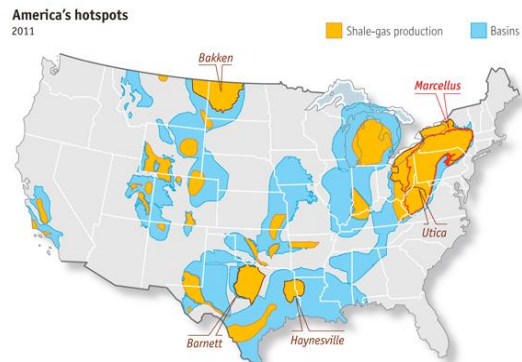 America's hotspots
2011
Shale-gas production
Basins
Bakken
Marcellus
Utica
Barnett
Haynesville